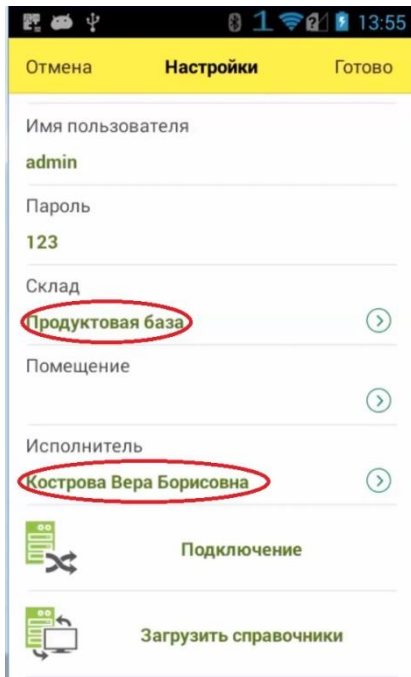 1 13:55
Отмена Настройки Готово
Имя пользователя
admin
Пароль
123
Склад
Продуктовая база
Помещение
Исполнитель
Кострова Вера Борисовна
Подключение
Загрузить справочники